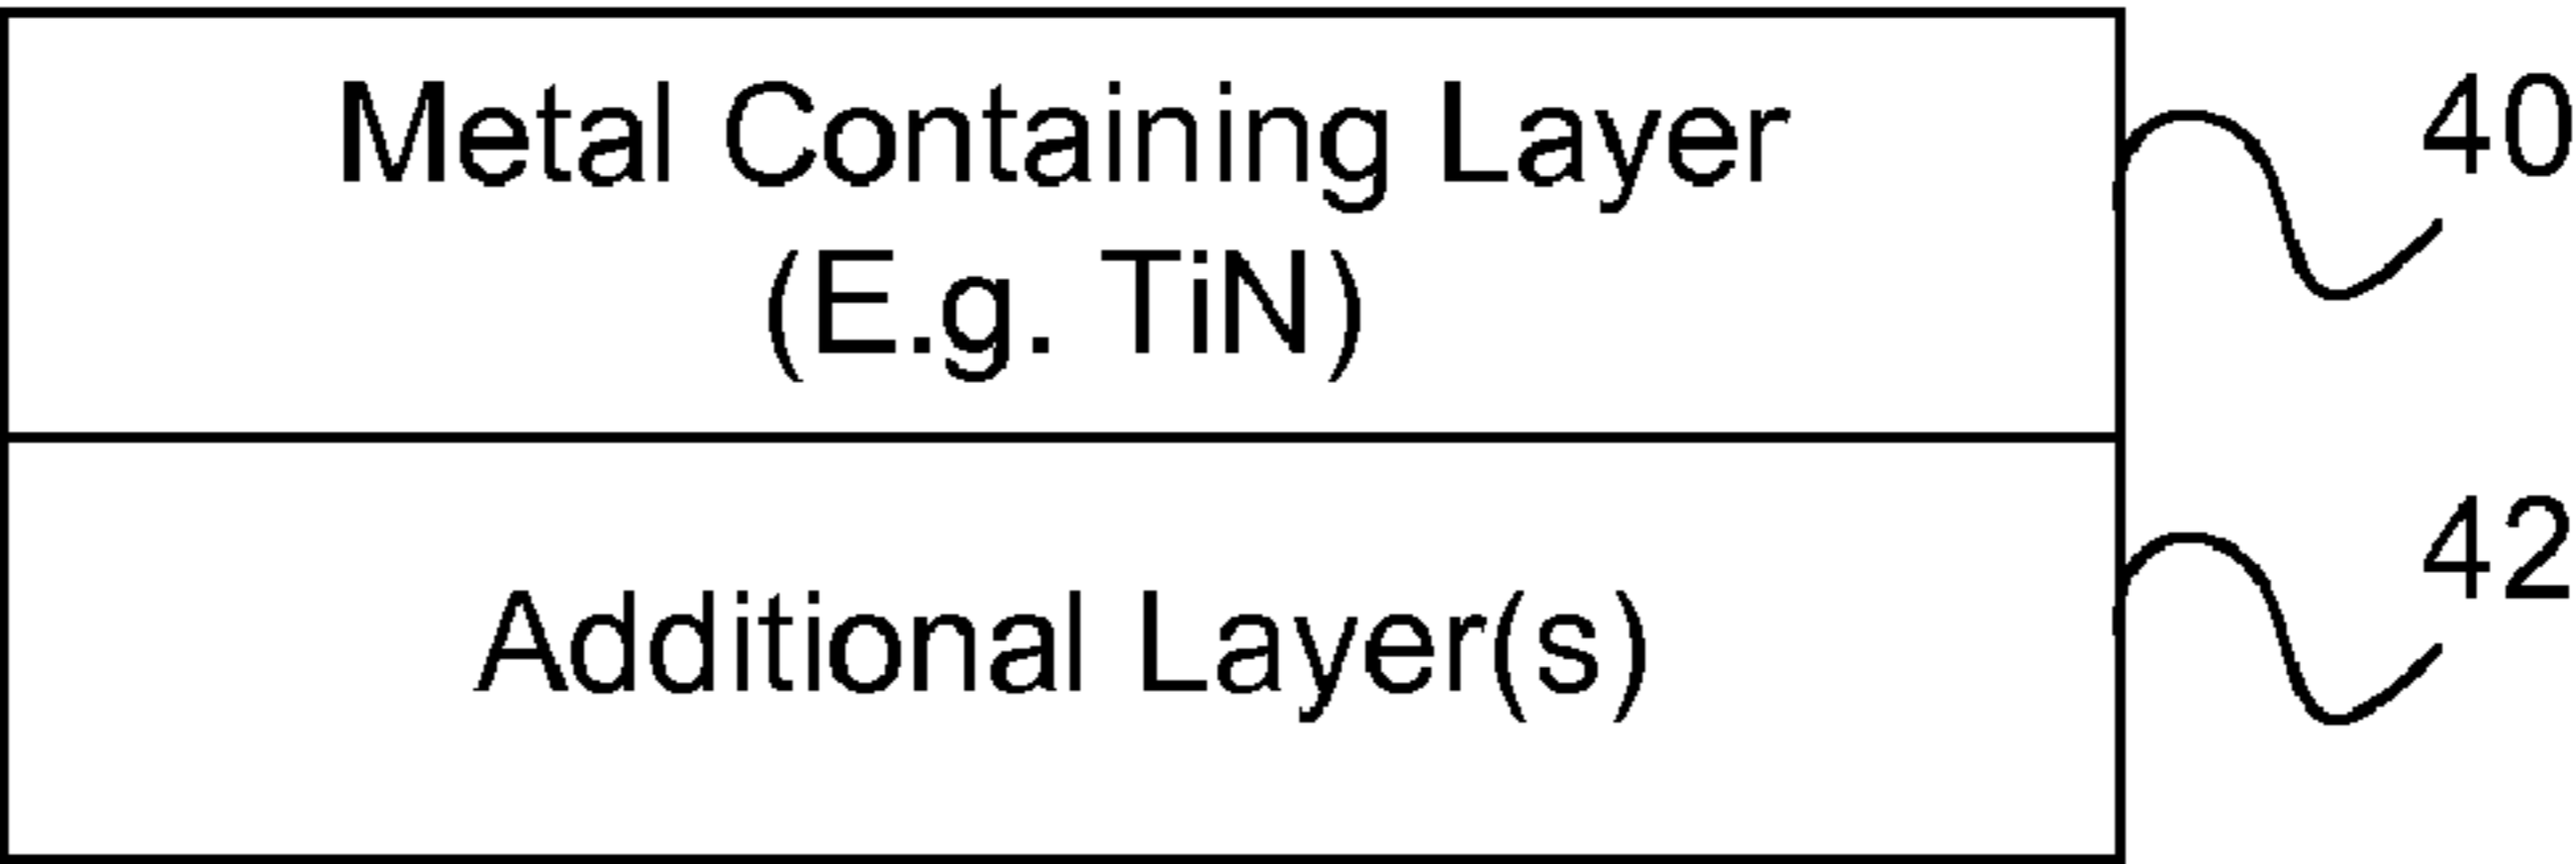 Metal Containing Layer
(E.g. TiN)
40
Additional Layer(s)
42